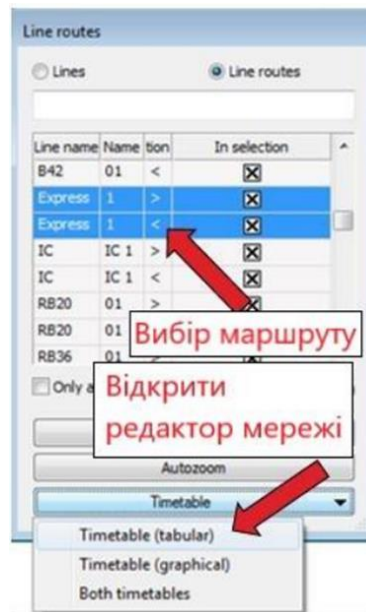 Line routes
Lines
Line routes
Line name Name tion In selection
B42 01 <
Express 1 >
Express 1 <
IC IC 1 >
IC IC 1 <
RB20 01 >
RB20 01
RB36 01
Вибір маршруту
Only a
Відкрити
редактор мережі
Autozoom
Timetable
Timetable (tabular)
Timetable (graphical)
Both timetables